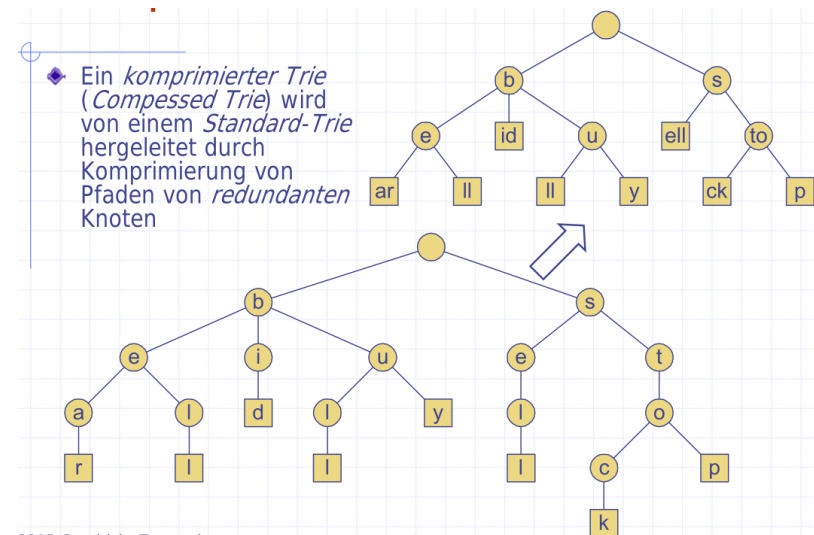 Ein komprimierter Trie
(Compessed Trie) wird
von einem Standard-Trie
hergeleitet durch
Komprimierung von
Pfaden von redundanten
Knoten
b s
e id u ell to
ar ll ll y ck p
b s
e i u e t
a l d l y l o
r l l l c p
k